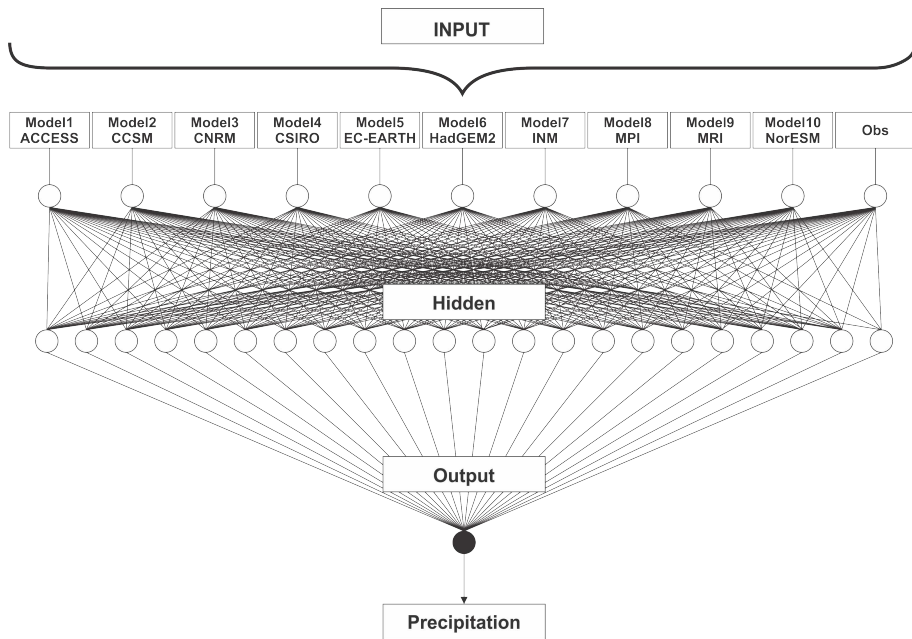 INPUT
Model1
ACCESS
Model2
CCSM
Model3
CNRM
Model4
CSIRO
Model5
EC-EARTH
Model6
HadGEM2
Model7
INM
Model8
MPI
Model9
MRI
Model10
NorESM
Obs
Hidden
Output
Precipitation